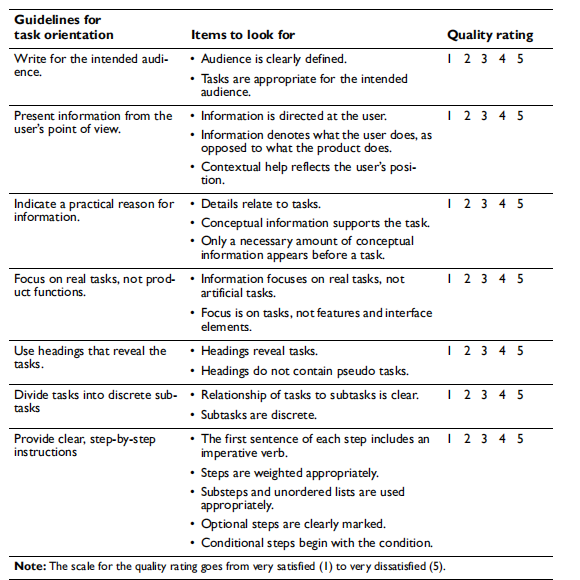 Guidelines for
task orientation Items to look for Quality rating
Write for the intended audi-
ence.
• Audience is clearly defined.
• Tasks are appropriate for the intended
audience.
1 2 3 4 5
Present information from the
user's point of view.
• Information is directed at the user.
• Information denotes what the user does, as
opposed to what the product does.
• Contextual help reflects the user's posi-
tion.
1 2 3 4 5
Indicate a practical reason for
information.
• Details relate to tasks.
• Conceptual information supports the task.
• Only a necessary amount of conceptual
information appears before a task.
1 2 3 4 5
Focus on real tasks, not prod-
uct functions.
• Information focuses on real tasks, not
artificial tasks.
• Focus is on tasks, not features and interface
elements.
1 2 3 4 5
Use headings that reveal the
tasks.
• Headings reveal tasks.
• Headings do not contain pseudo tasks.
1 2 3 4 5
Divide tasks into discrete sub-
tasks
• Relationship of tasks to subtasks is clear.
• Subtasks are discrete.
1 2 3 4 5
Provide clear, step-by-step
instructions
• The first sentence of each step includes an
imperative verb.
• Steps are weighted appropriately.
• Substeps and unordered lists are used
appropriately.
• Optional steps are clearly marked.
• Conditional steps begin with the condition.
1 2 3 4 5
Note: The scale for the quality rating goes from very satisfied (1) to very dissatisfied (5).